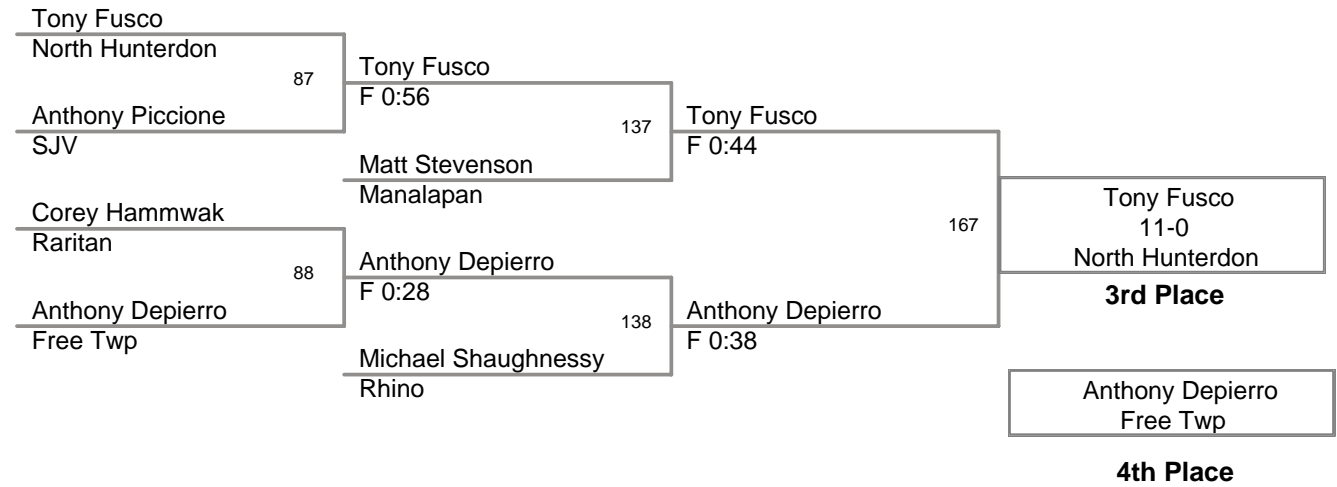 Tony Fusco
North Hunterdon
87
Anthony Piccione
SJV
Corey Hammwak
Raritan
88
Anthony Depierro
Free Twp
Tony Fusco
F 0:56
137
Matt Stevenson
Manalapan
Anthony Depierro
F 0:28
138
Michael Shaughnessy
Rhino
Tony Fusco
F 0:44
167
Anthony Depierro
F 0:38
Tony Fusco
11-0
North Hunterdon
3rd Place
Anthony Depierro
Free Twp
4th Place